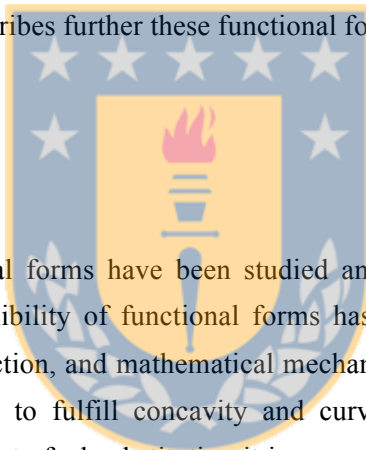 ribes further these functional fo
al forms have been studied an
ibility of functional forms has
ction, and mathematical mechan
to fulfill concavity and curv